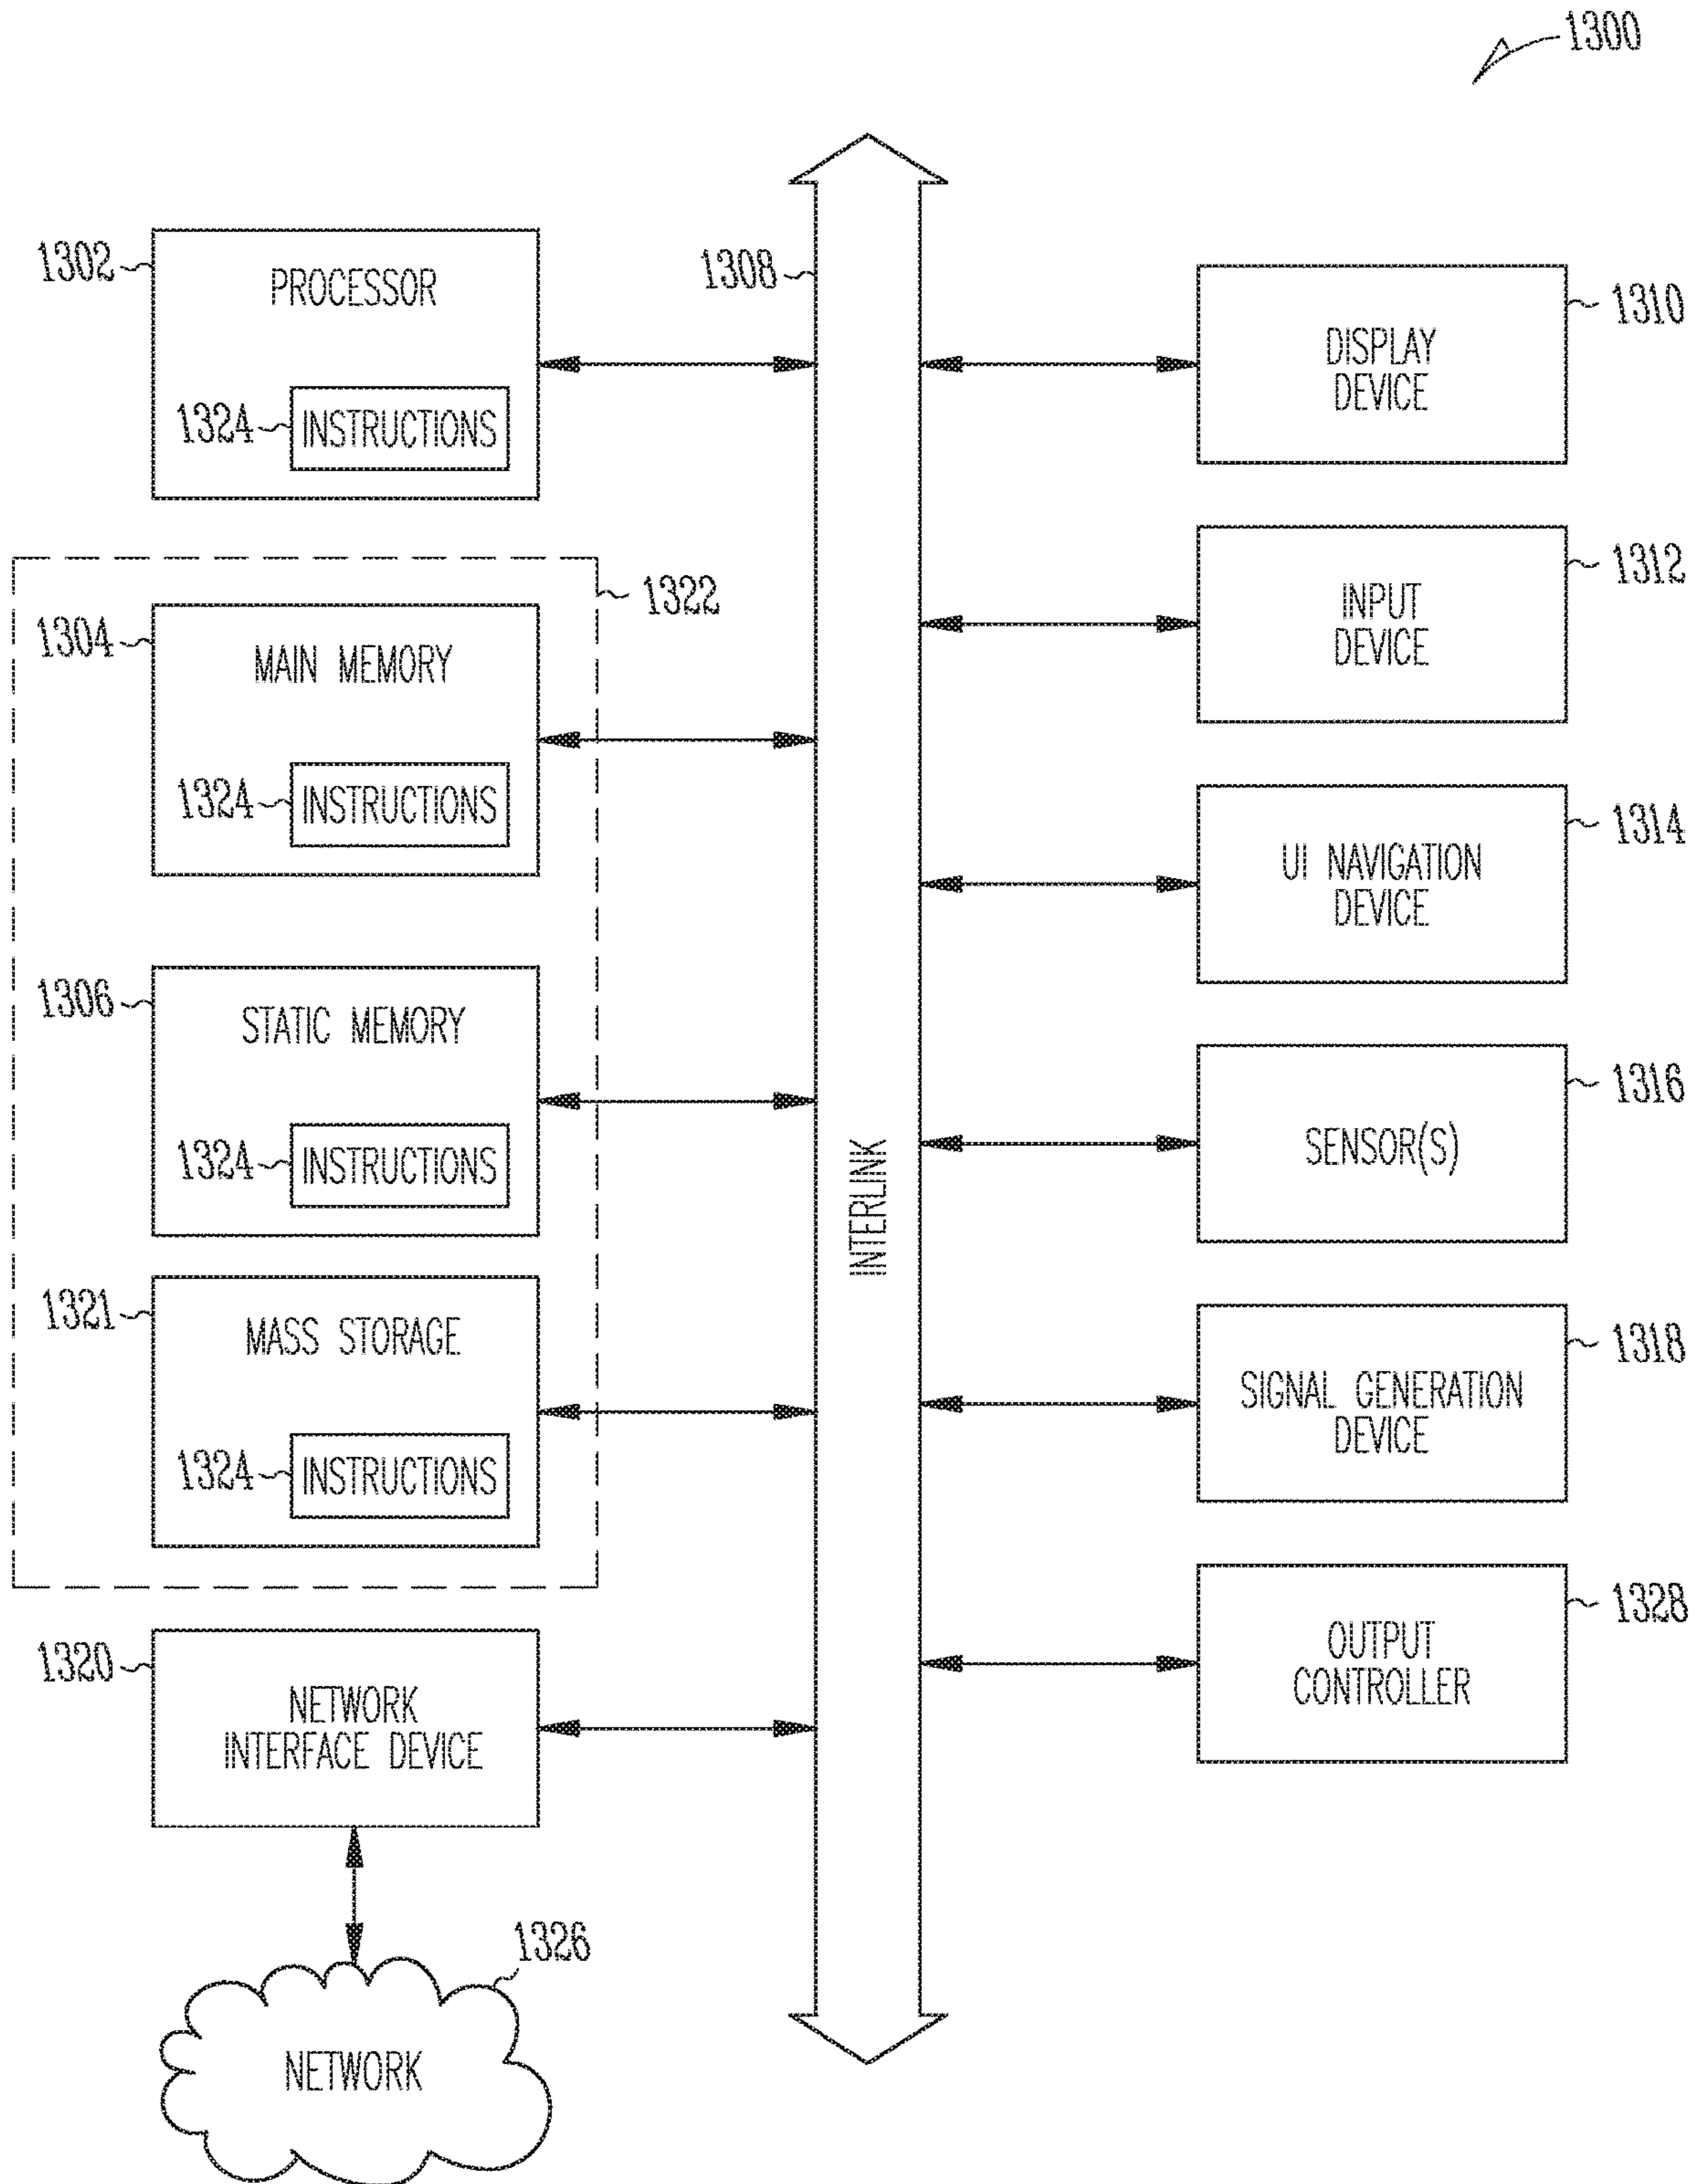 1300
1302
PROCESSOR
1324
INSTRUCTIONS
1322
1304
MAIN MEMORY
1324
INSTRUCTIONS
1306
STATIC MEMORY
1324
INSTRUCTIONS
1321
MASS STORAGE
1324
INSTRUCTIONS
1320
NETWORK
INTERFACE DEVICE
1326
NETWORK
1308
INTERLINK
1310
DISPLAY
DEVICE
1312
INPUT
DEVICE
1314
UI NAVIGATION
DEVICE
1316
SENSOR(S)
1318
SIGNAL GENERATION
DEVICE
1328
OUTPUT
CONTROLLER